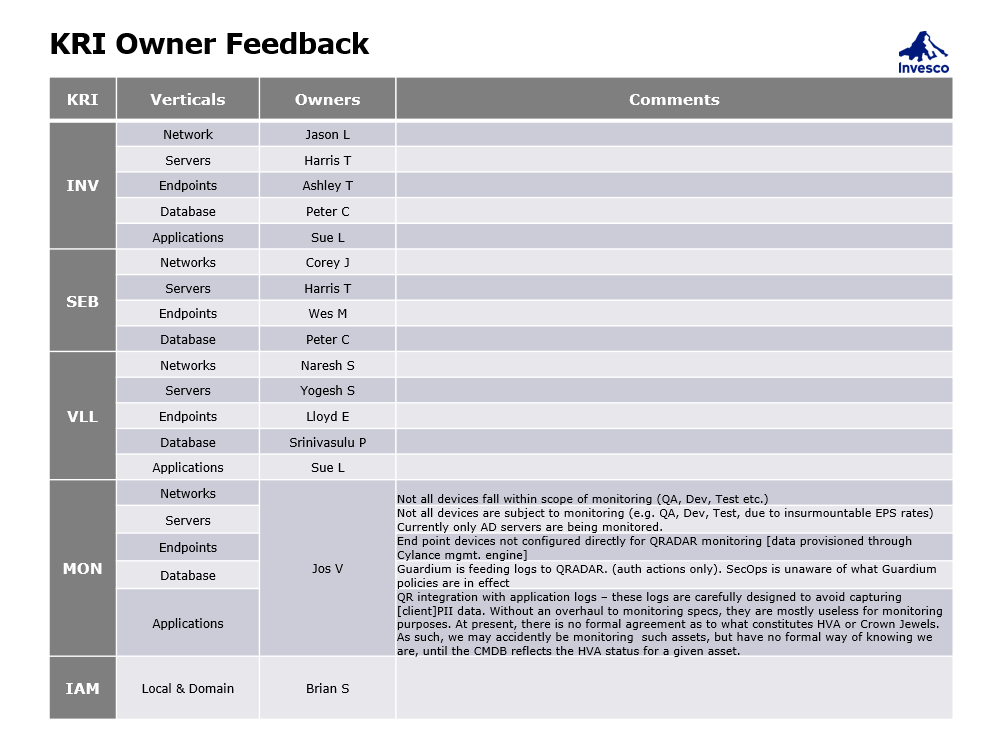 KRI Owner Feedback
Invesco
KRI Verticals Owners Comments
INV
Network Jason L
Servers Harris T
Endpoints Ashley T
Database Peter C
Applications Sue L
SEB
Networks Corey J
Servers Harris T
Endpoints Wes M
Database Peter C
VLL
Networks Naresh S
Servers Yogesh S
Endpoints Lloyd E
Database Srinivasulu P
Applications Sue L
MON
Jos V
Networks
Not all devices fall within scope of monitoring (QA, Dev, Test etc.)
Servers
Not all devices are subject to monitoring (e.g. QA, Dev, Test, due to insurmountable EPS rates)
Currently only AD servers are being monitored.
Endpoints
End point devices not configured directly for QRADAR monitoring [data provisioned through
Cylance mgmt. engine]
Database
Guardium is feeding logs to QRADAR. (auth actions only). SecOps is unaware of what Guardium
policies are in effect
Applications
QR integration with application logs – these logs are carefully designed to avoid capturing
[client]PII data. Without an overhaul to monitoring specs, they are mostly useless for monitoring
purposes. At present, there is no formal agreement as to what constitutes HVA or Crown Jewels.
As such, we may accidently be monitoring such assets, but have no formal way of knowing we
are, until the CMDB reflects the HVA status for a given asset.
IAM
Local & Domain Brian S